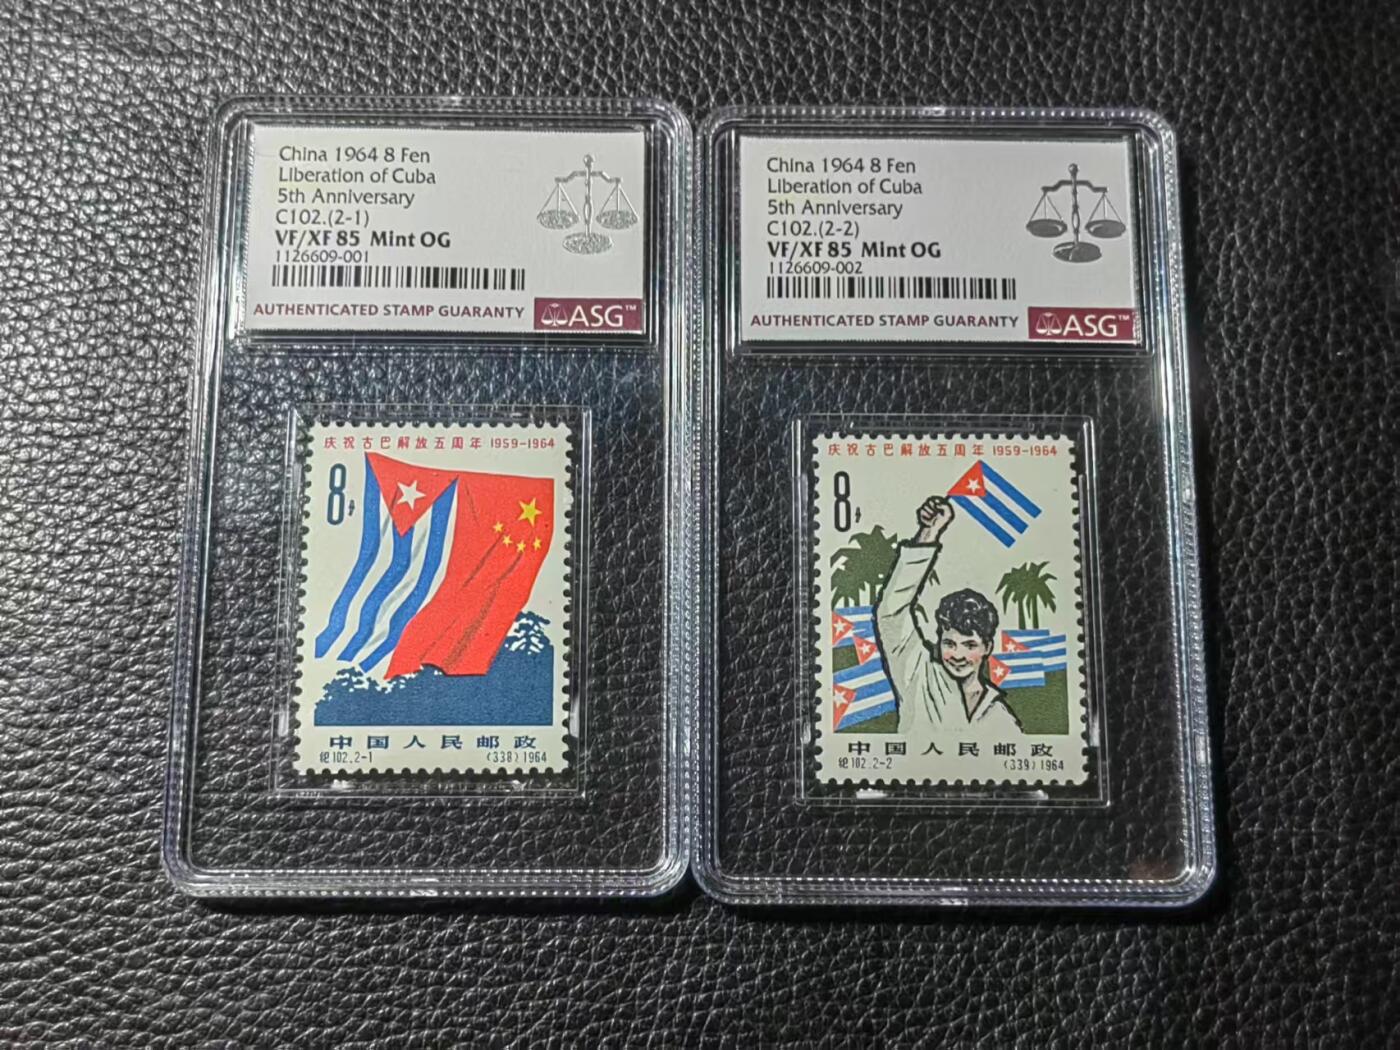 China 1964 8 Fen
Liberation of Cuba
5th Anniversary
C102.(2-1)
VF/XF 85 Mint OG
1126609-001
AUTHENTICATED STAMP GUARANTY
ASG™
庆祝古巴解放五周年 1959-1964
8分
中国人民邮政
纪102.2-1 (338) 1964
China 1964 8 Fen
Liberation of Cuba
5th Anniversary
C102.(2-2)
VF/XF 85 Mint OG
1126609-002
AUTHENTICATED STAMP GUARANTY
ASG™
庆祝古巴解放五周年 1959-1964
8分
中国人民邮政
纪102.2-2 (339) 1964